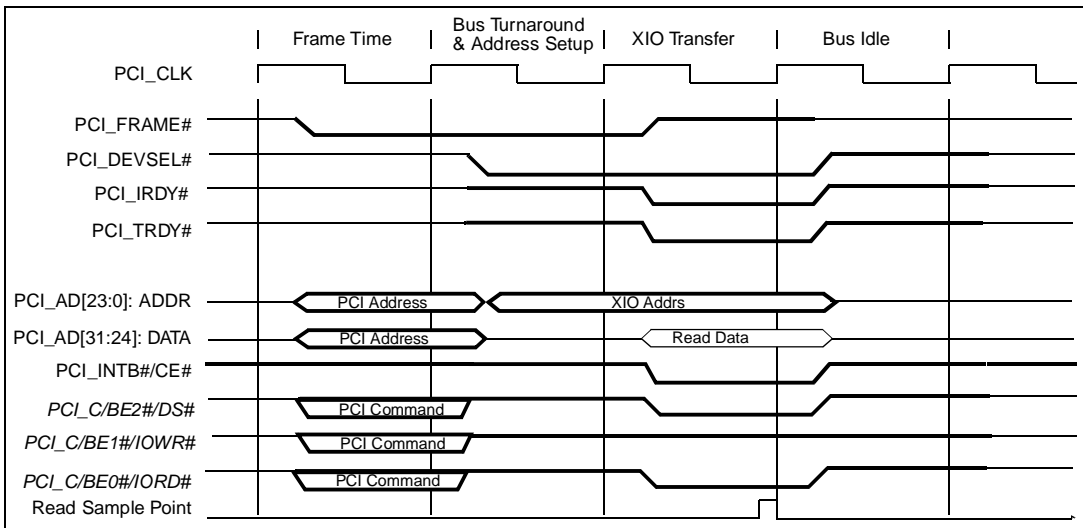 Frame Time
Bus Turnaround
& Address Setup
XIO Transfer
Bus Idle
PCI_CLK
PCI_FRAME#
PCI_DEVSEL#
PCI_IRDY#
PCI_TRDY#
PCI_AD[23:0]: ADDR
PCI Address
XIO Addrs
PCI_AD[31:24]: DATA
PCI Address
Read Data
PCI_INTB#/CE#
PCI_C/BE2#/DS#
PCI Command
PCI_C/BE1#/IOWR#
PCI Command
PCI_C/BE0#/IORD#
PCI Command
Read Sample Point